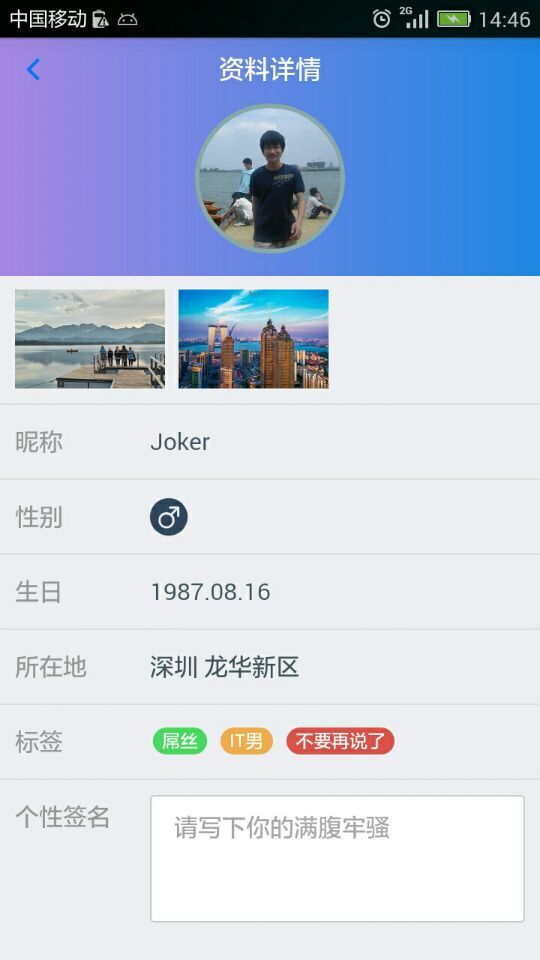 中国移动 2G 14:46
资料详情
昵称 Joker
性别
生日 1987.08.16
所在地 深圳 龙华新区
标签 屌丝 IT男 不要再说了
个性签名 请写下你的满腹牢骚